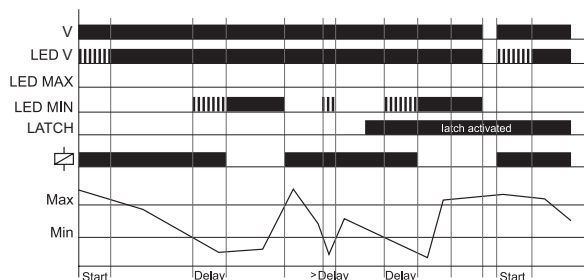 V
LED V
LED MAX
LED MIN
LATCH
latch activated
Max
Min
Start Delay >Delay Delay Start